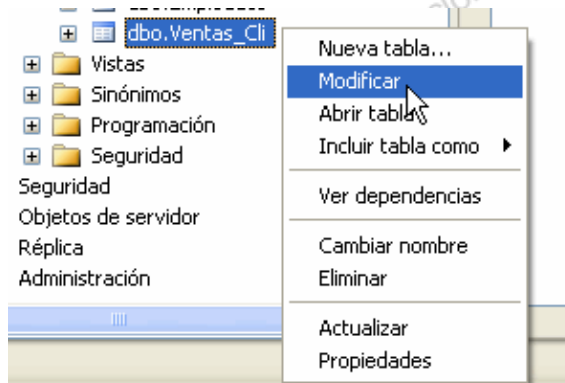 dbo.Ventas_Cli
Vistas
Sinónimos
Programación
Seguridad
Seguridad
Objetos de servidor
Réplica
Administración
Nueva tabla...
Modificar
Abrir tabla
Incluir tabla como
Ver dependencias
Cambiar nombre
Eliminar
Actualizar
Propiedades